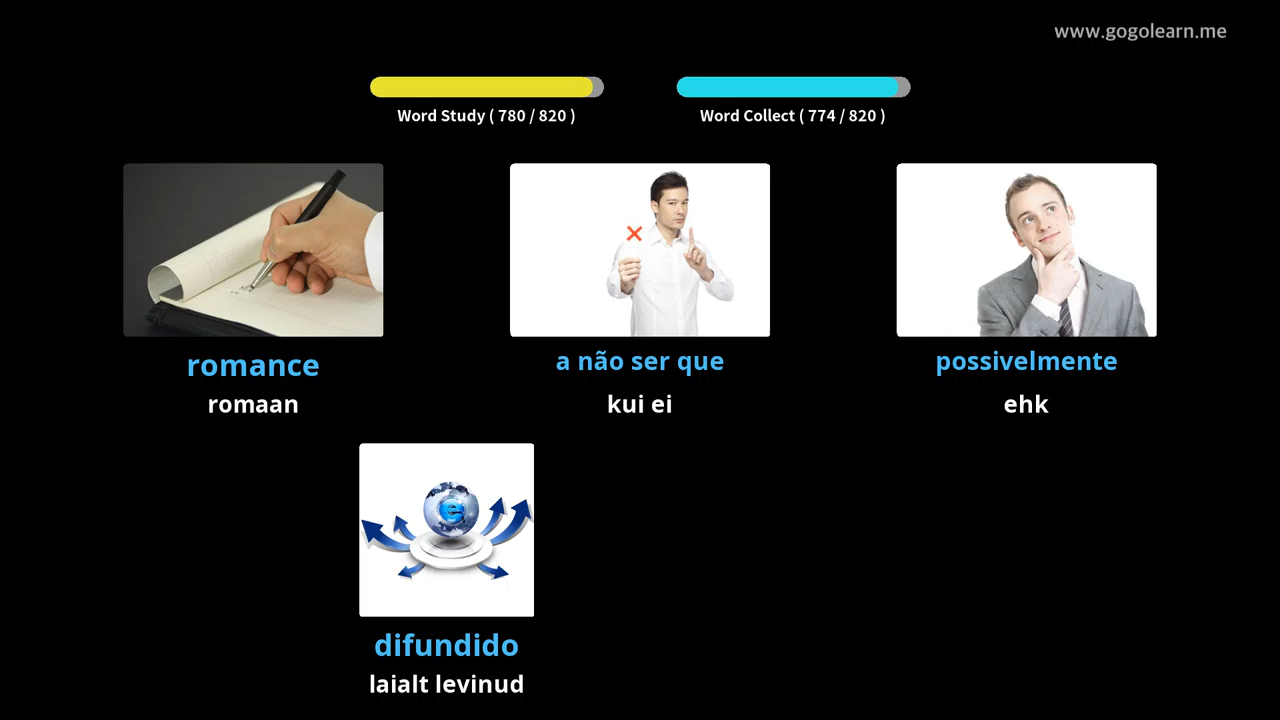 www.gogolearn.me
Word Study ( 780 / 820 )
Word Collect ( 774 / 820 )
romance
romaan
a não ser que
kui ei
possivelmente
ehk
e
difundido
laialt levinud